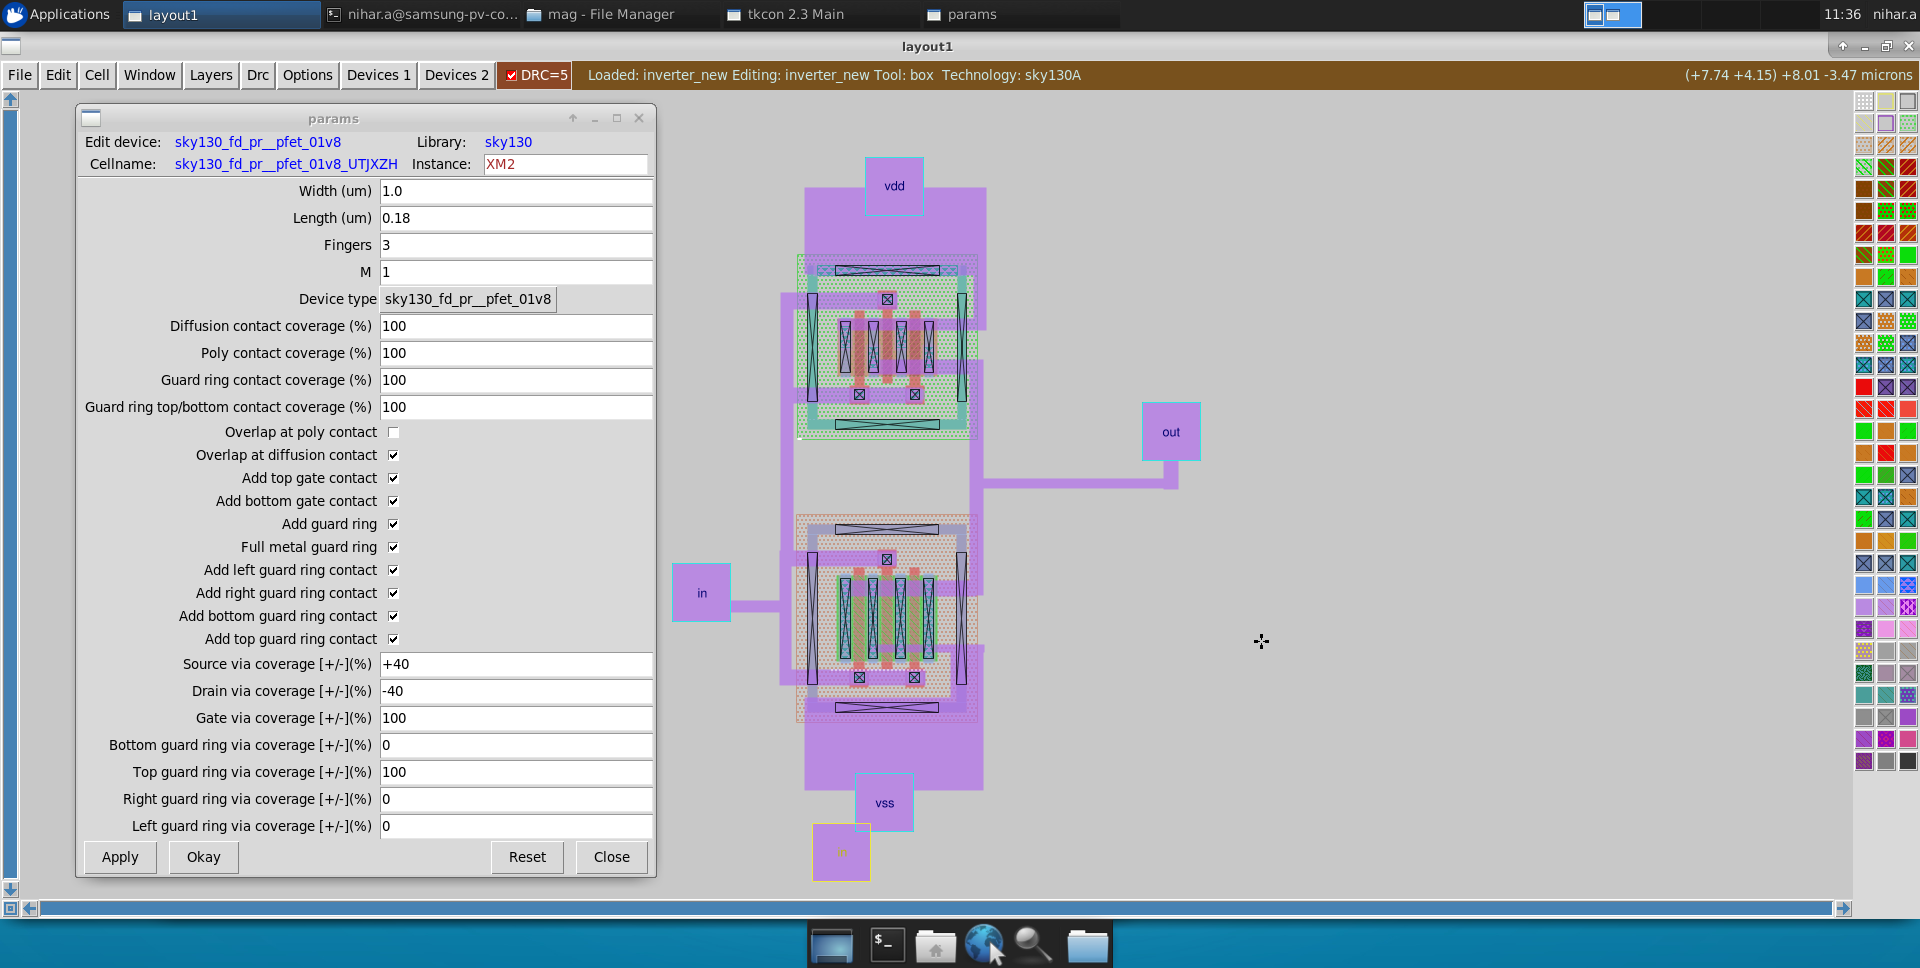 Applications
layout1
nihar.a@samsung-pv-co...
mag - File Manager
tkcon 2.3 Main
params
11:36
nihar.a
layout1
File
Edit
Cell
Window
Layers
Drc
Options
Devices 1
Devices 2
DRC=5
Loaded: inverter_new Editing: inverter_new Tool: box Technology: sky130A
(+7.74 +4.15) +8.01 -3.47 microns
params
Edit device: sky130_fd_pr__pfet_01v8 Library: sky130
Cellname: sky130_fd_pr__pfet_01v8_UTJXZH Instance: XM2
Width (um) 1.0
Length (um) 0.18
Fingers 3
M 1
Device type sky130_fd_pr__pfet_01v8
Diffusion contact coverage (%) 100
Poly contact coverage (%) 100
Guard ring contact coverage (%) 100
Guard ring top/bottom contact coverage (%) 100
Overlap at poly contact
Overlap at diffusion contact
Add top gate contact
Add bottom gate contact
Add guard ring
Full metal guard ring
Add left guard ring contact
Add right guard ring contact
Add bottom guard ring contact
Add top guard ring contact
Source via coverage [+/-](%) +40
Drain via coverage [+/-](%) -40
Gate via coverage [+/-](%) 100
Bottom guard ring via coverage [+/-](%) 0
Top guard ring via coverage [+/-](%) 100
Right guard ring via coverage [+/-](%) 0
Left guard ring via coverage [+/-](%) 0
Apply
Okay
Reset
Close
vdd
out
in
vss